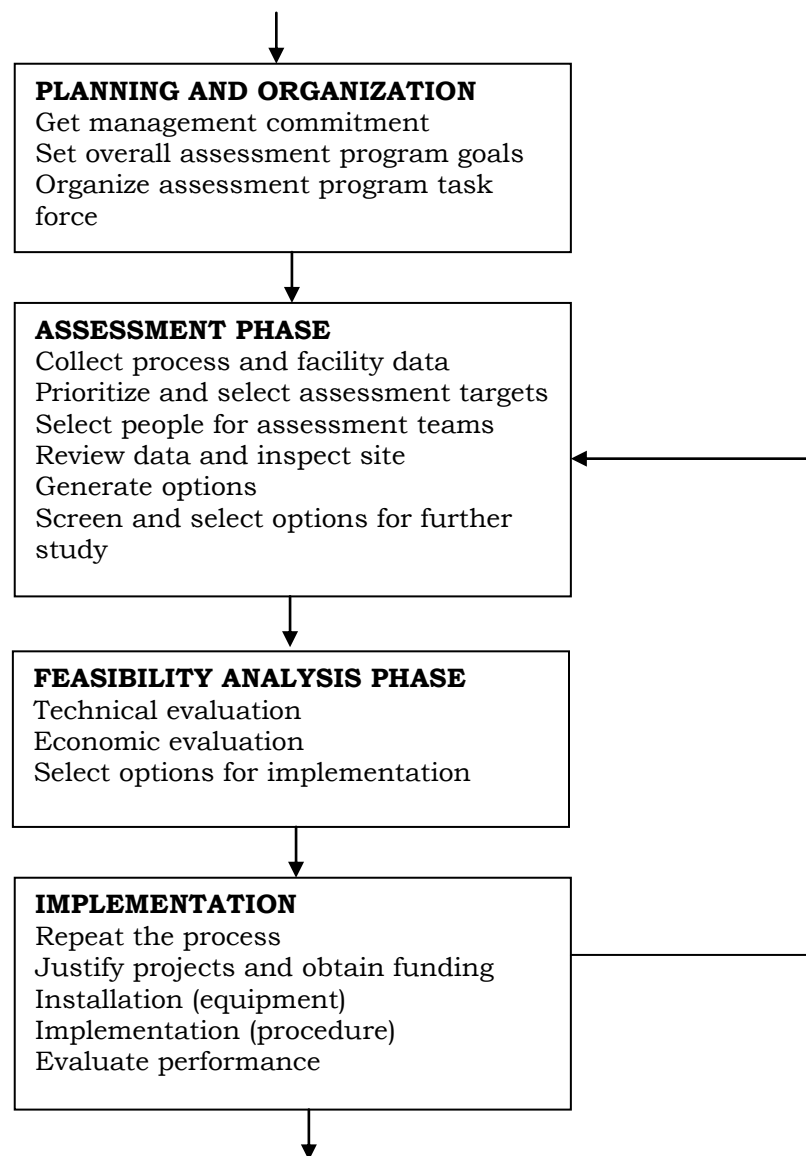 PLANNING AND ORGANIZATION
Get management commitment
Set overall assessment program goals
Organize assessment program task
force
ASSESSMENT PHASE
Collect process and facility data
Prioritize and select assessment targets
Select people for assessment teams
Review data and inspect site
Generate options
Screen and select options for further
study
FEASIBILITY ANALYSIS PHASE
Technical evaluation
Economic evaluation
Select options for implementation
IMPLEMENTATION
Repeat the process
Justify projects and obtain funding
Installation (equipment)
Implementation (procedure)
Evaluate performance